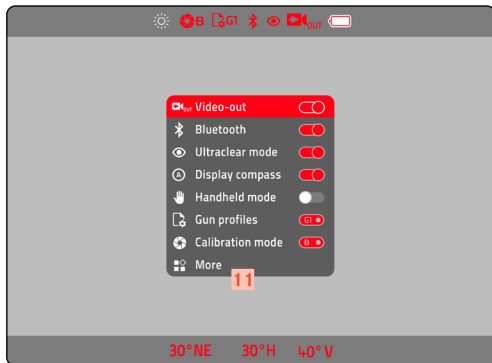 B G1 OUT
OUT Video-out
Bluetooth
Ultraclear mode
A Display compass
Handheld mode
Gun profiles G1
Calibration mode B
More
11
30°NE 30°H 40°V